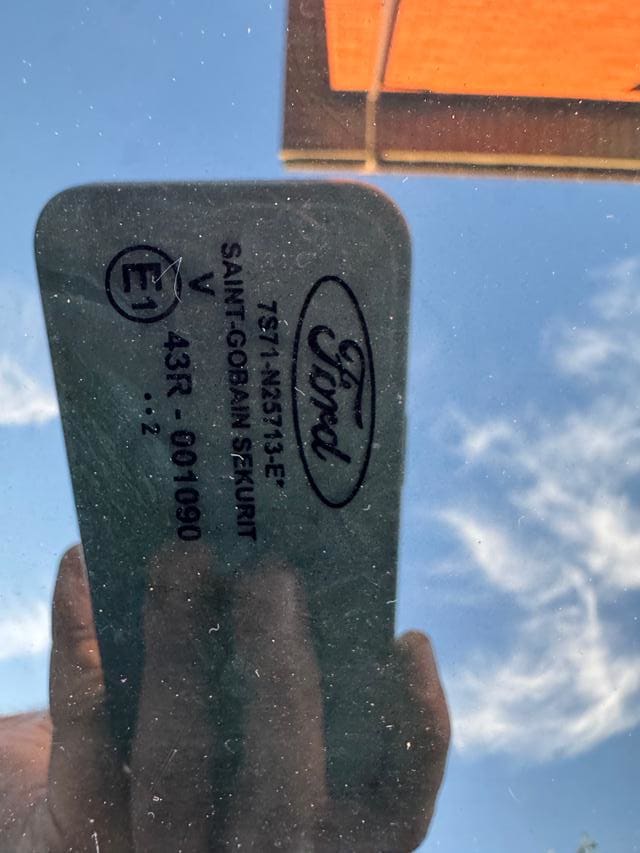 Ford
7S71-N25713-E*
SAINT-GOBAIN SEKURIT
V
E1 43R - 001090
..2